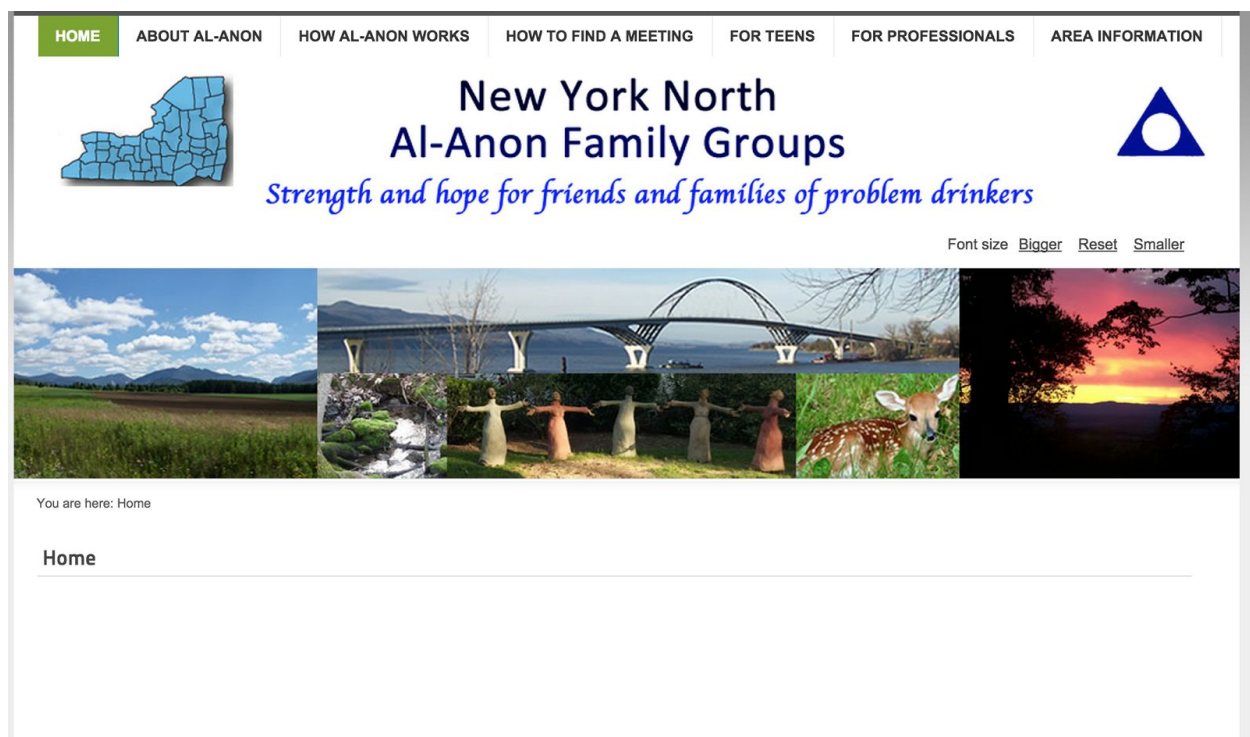 HOME ABOUT AL-ANON HOW AL-ANON WORKS HOW TO FIND A MEETING FOR TEENS FOR PROFESSIONALS AREA INFORMATION
New York North
Al-Anon Family Groups
Strength and hope for friends and families of problem drinkers
Font size Bigger Reset Smaller
You are here: Home
Home